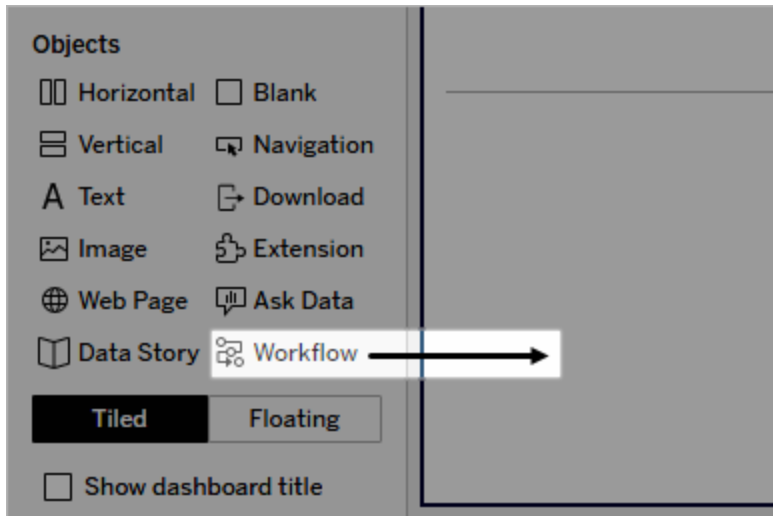 Objects
Horizontal Blank
Vertical Navigation
Text Download
Image Extension
Web Page Ask Data
Data Story Workflow
Tiled Floating
Show dashboard title